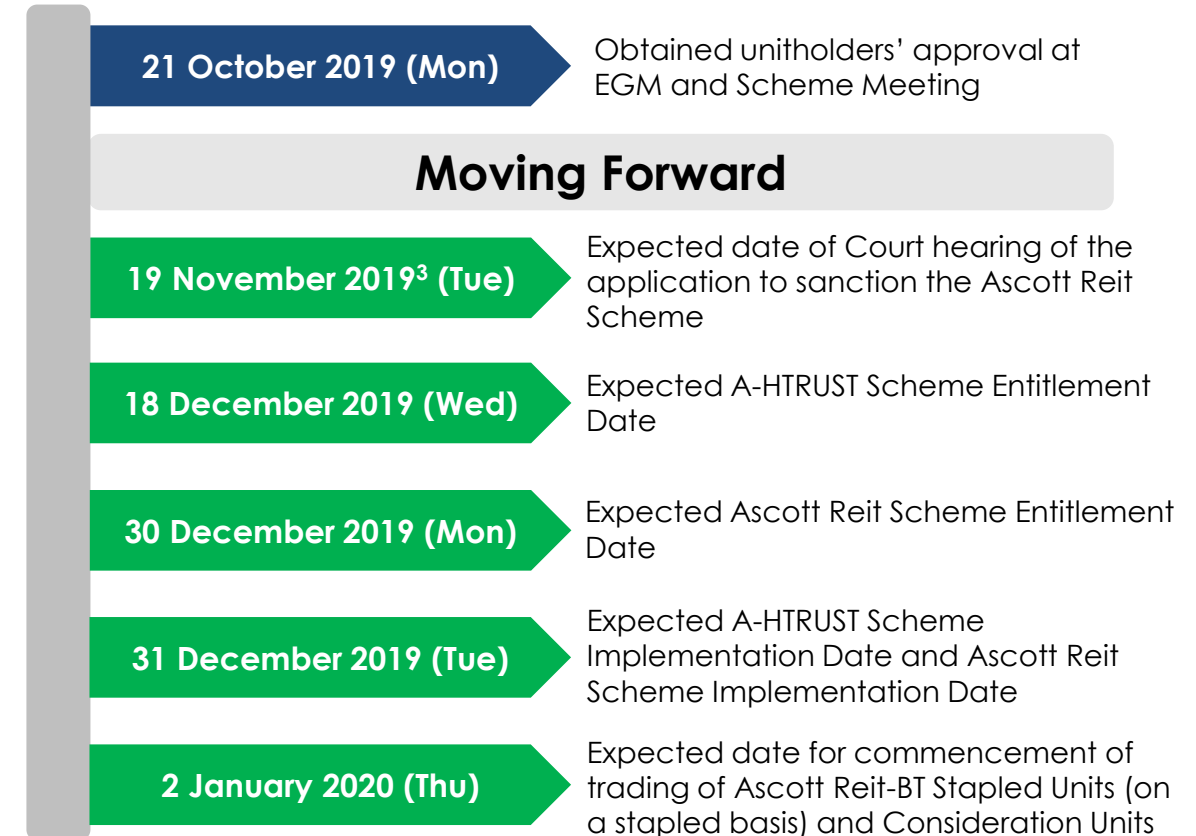 21 October 2019 (Mon)
Obtained unitholders’ approval at
EGM and Scheme Meeting
Moving Forward
19 November 2019³ (Tue)
Expected date of Court hearing of the
application to sanction the Ascott Reit
Scheme
18 December 2019 (Wed)
Expected A-HTRUST Scheme Entitlement
Date
30 December 2019 (Mon)
Expected Ascott Reit Scheme Entitlement
Date
31 December 2019 (Tue)
Expected A-HTRUST Scheme
Implementation Date and Ascott Reit
Scheme Implementation Date
2 January 2020 (Thu)
Expected date for commencement of
trading of Ascott Reit-BT Stapled Units (on
a stapled basis) and Consideration Units